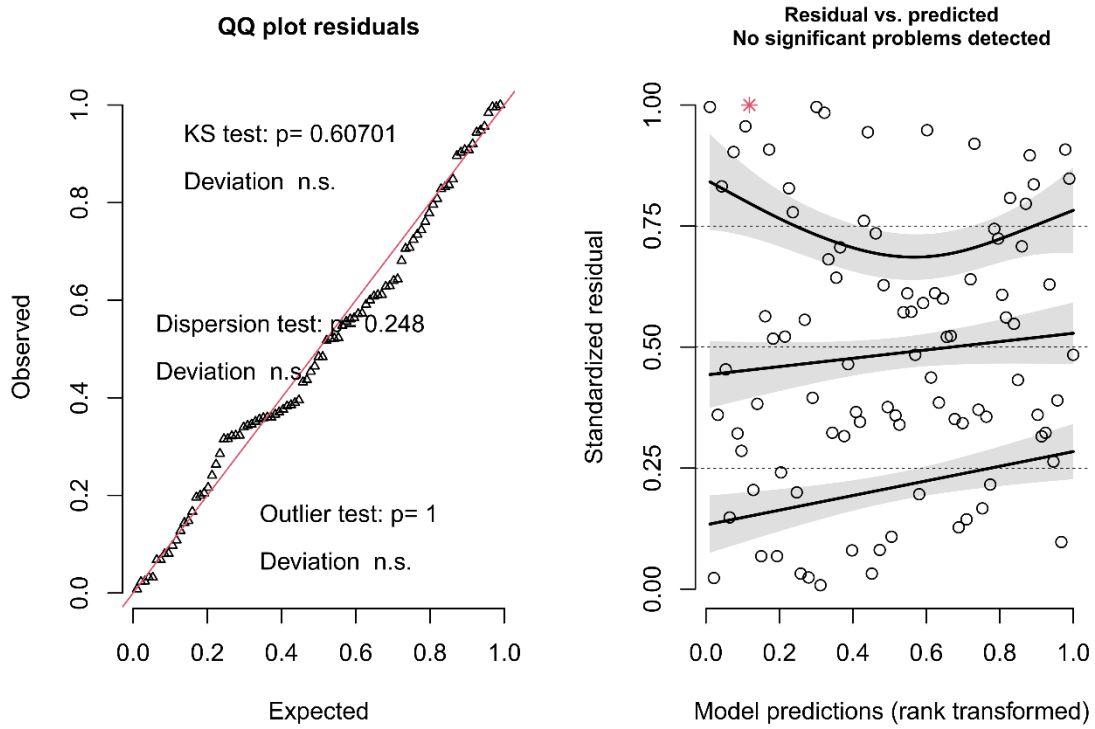 QQ plot residuals
KS test: p= 0.60701
Deviation n.s.
Dispersion test: p= 0.248
Deviation n.s.
Outlier test: p= 1
Deviation n.s.
Observed
0.0 0.2 0.4 0.6 0.8 1.0
0.0 0.2 0.4 0.6 0.8 1.0
Expected
Residual vs. predicted
No significant problems detected
Standardized residual
0.00 0.25 0.50 0.75 1.00
0.0 0.2 0.4 0.6 0.8 1.0
Model predictions (rank transformed)